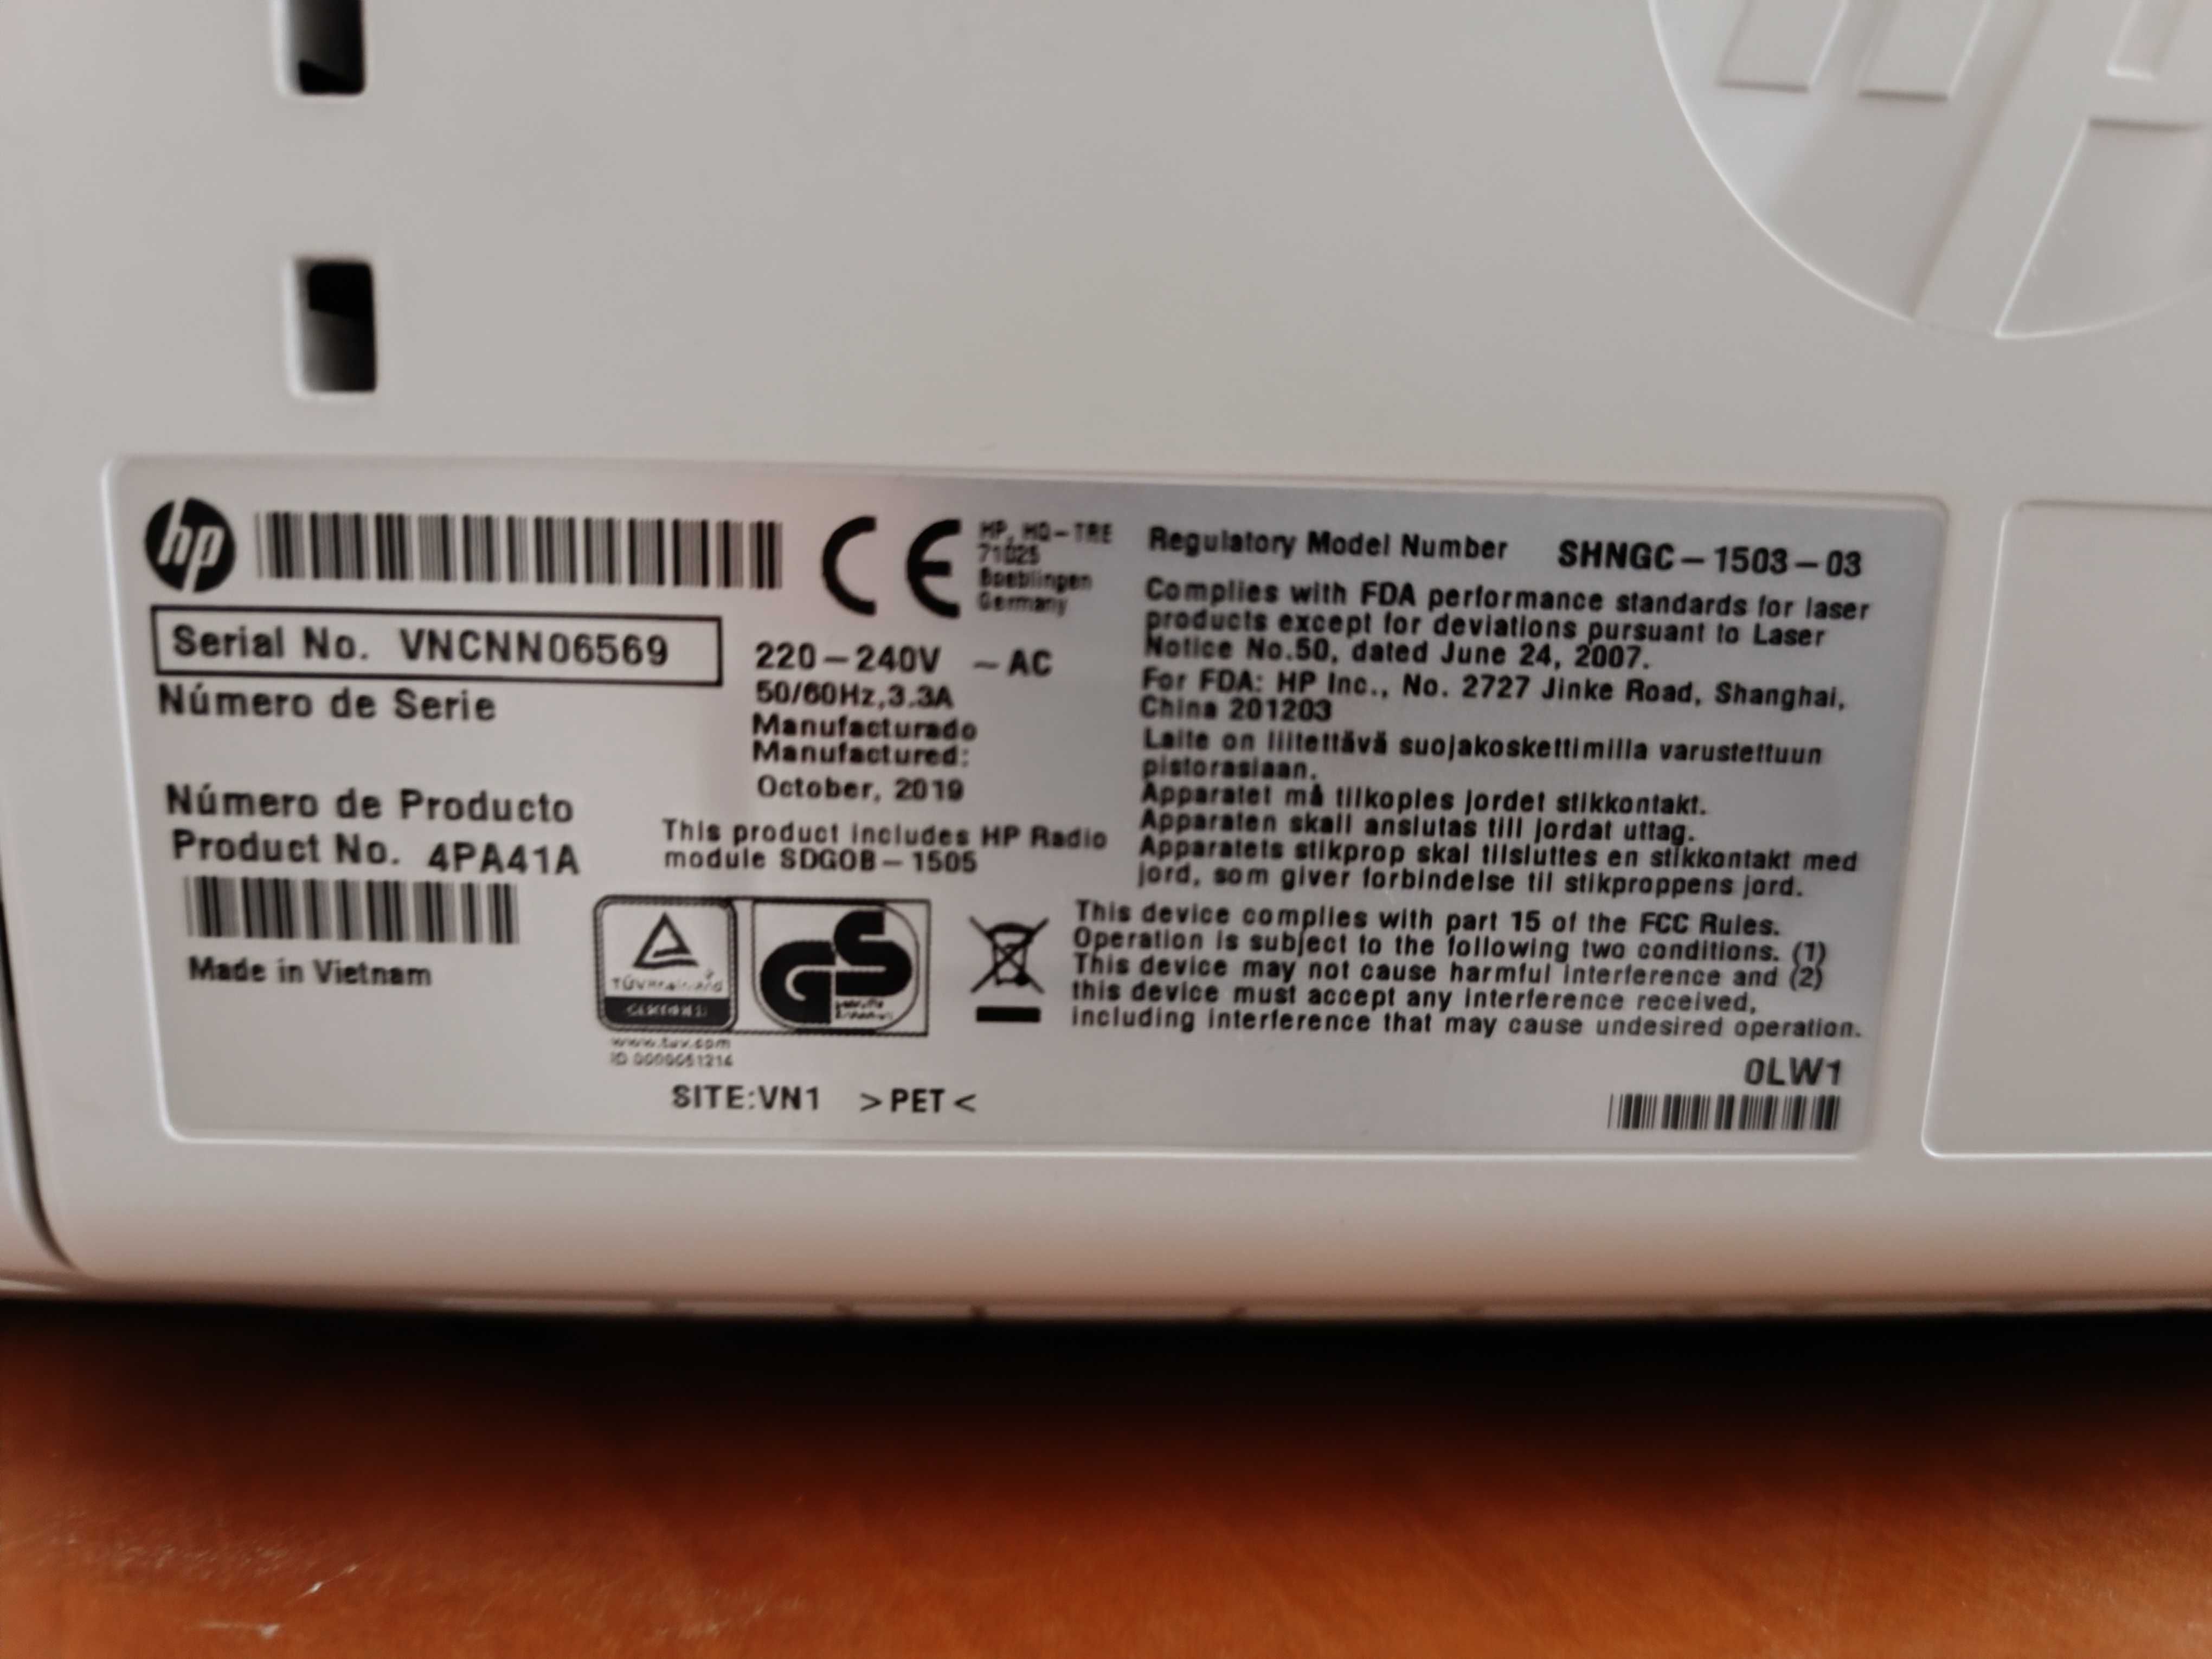 hp
HP, HQ-TRE
71025
Boeblingen
Germany
Serial No. VNCNN06569
Número de Serie
220-240V ~AC
50/60Hz,3.3A
Manufacturado
Manufactured:
October, 2019
Número de Producto
Product No. 4PA41A
Made in Vietnam
This product includes HP Radio
module SDGOB-1505
www.tuv.com
SITE:VN1 >PET<
Regulatory Model Number SHNGC-1503-03
Complies with FDA performance standards for laser
products except for deviations pursuant to Laser
Notice No.50, dated June 24, 2007.
For FDA: HP Inc., No. 2727 Jinke Road, Shanghai,
China 201203
Laite on liitettävä suojakoskettimilla varustettuun
pistorasiaan.
Apparatet må tilkoples jordet stikkontakt.
Apparaten skall anslutas till jordat uttag.
Apparatets stikprop skal tilsluttes en stikkontakt med
jord, som giver forbindelse til stikproppens jord.
This device complies with part 15 of the FCC Rules.
Operation is subject to the following two conditions. (1)
This device may not cause harmful interference and (2)
this device must accept any interference received,
including interference that may cause undesired operation.
0LW1
TÜVRheinland
GS